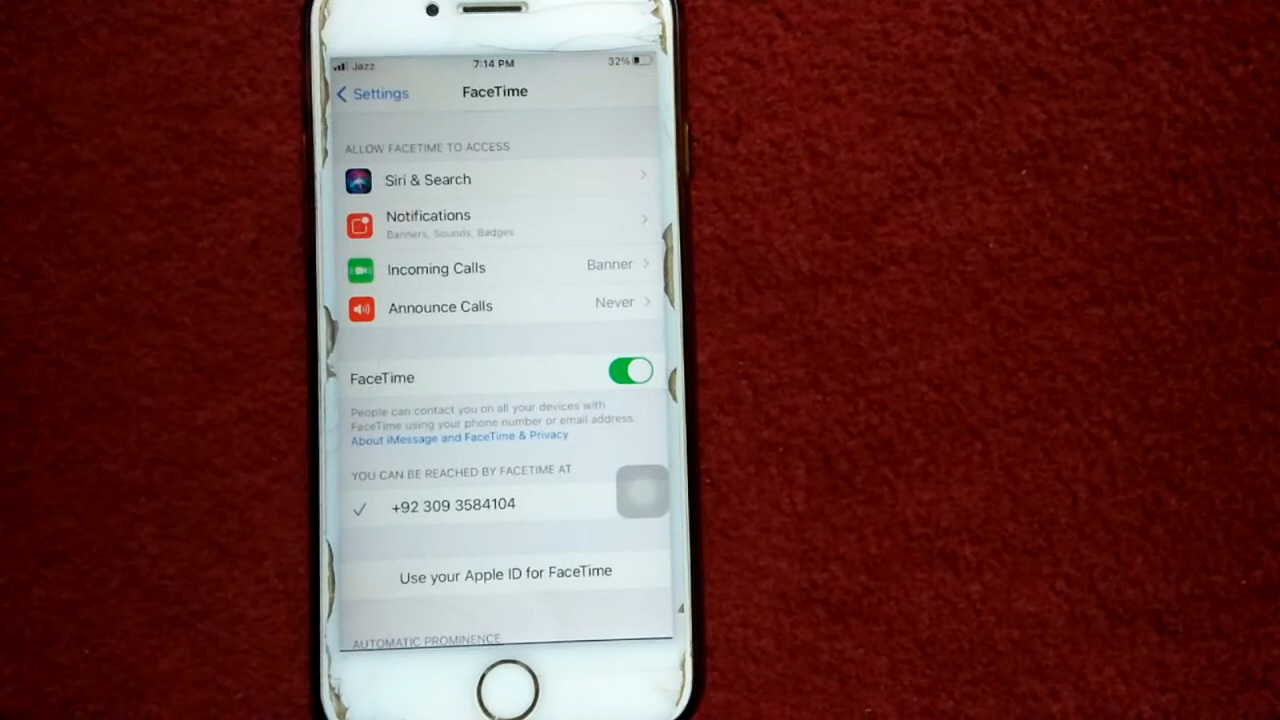 Jazz 7:14 PM 32%
Settings FaceTime
ALLOW FACETIME TO ACCESS
Siri & Search
Notifications
Banners, Sounds, Badges
Incoming Calls Banner
Announce Calls Never
FaceTime
People can contact you on all your devices with
FaceTime using your phone number or email address.
About iMessage and FaceTime & Privacy
YOU CAN BE REACHED BY FACETIME AT
+92 309 3584104
Use your Apple ID for FaceTime
AUTOMATIC PROMINENCE